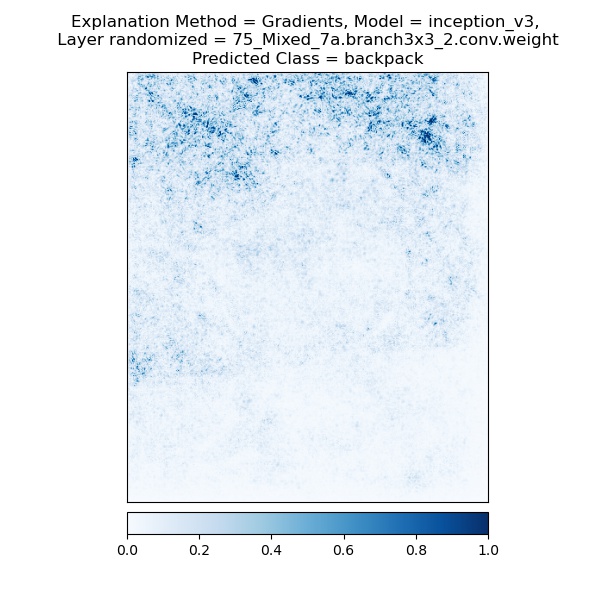 Explanation Method = Gradients, Model = inception_v3,
Layer randomized = 75_Mixed_7a.branch3x3_2.conv.weight
Predicted Class = backpack
0.0 0.2 0.4 0.6 0.8 1.0